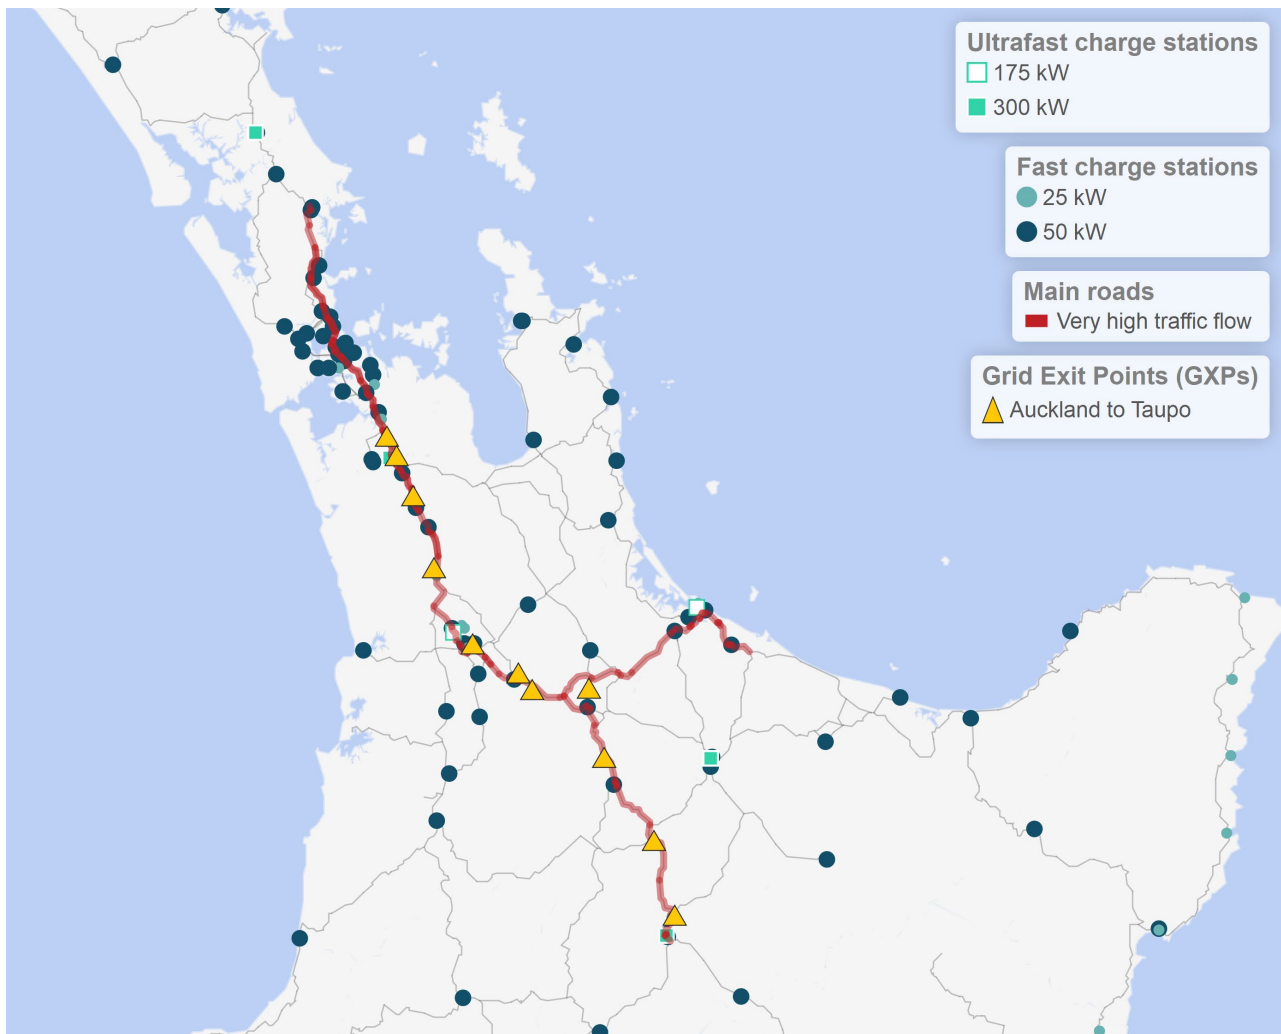 Ultrafast charge stations
175 kW
300 kW
Fast charge stations
25 kW
50 kW
Main roads
Very high traffic flow
Grid Exit Points (GXPs)
Auckland to Taupo